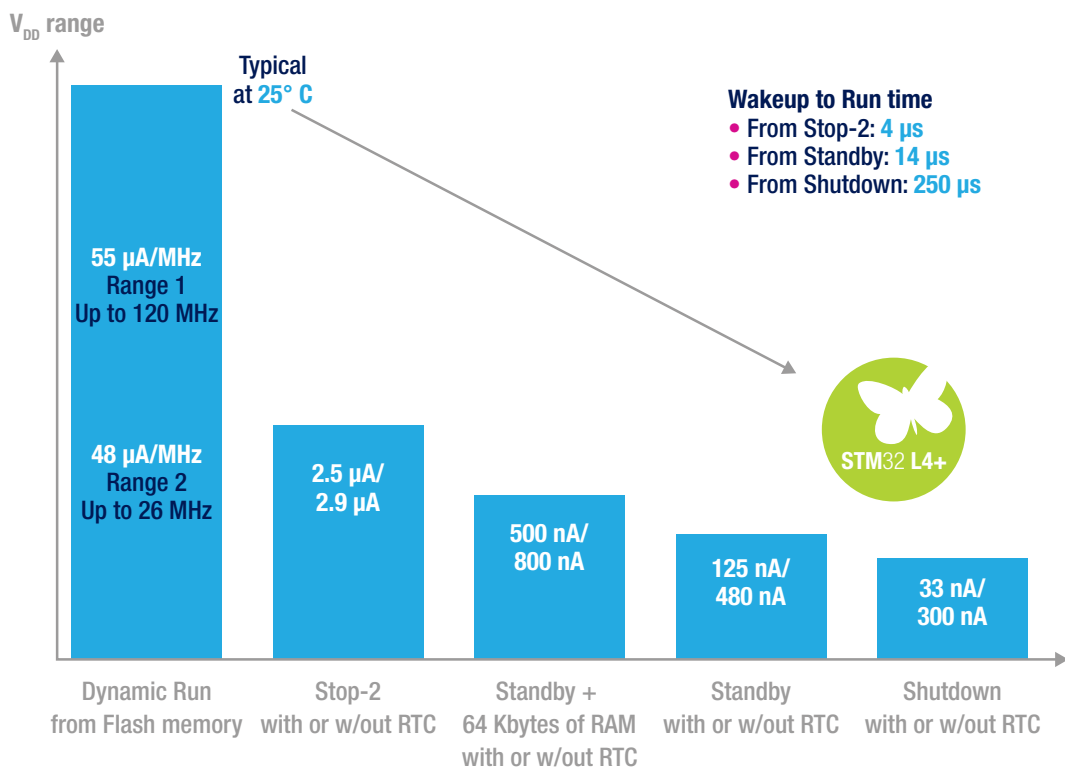 V_DD range
Typical
at 25° C
Wakeup to Run time
• From Stop-2: 4 µs
• From Standby: 14 µs
• From Shutdown: 250 µs
55 µA/MHz
Range 1
Up to 120 MHz
48 µA/MHz
Range 2
Up to 26 MHz
2.5 µA/
2.9 µA
500 nA/
800 nA
125 nA/
480 nA
33 nA/
300 nA
STM32 L4+
Dynamic Run
from Flash memory
Stop-2
with or w/out RTC
Standby +
64 Kbytes of RAM
with or w/out RTC
Standby
with or w/out RTC
Shutdown
with or w/out RTC